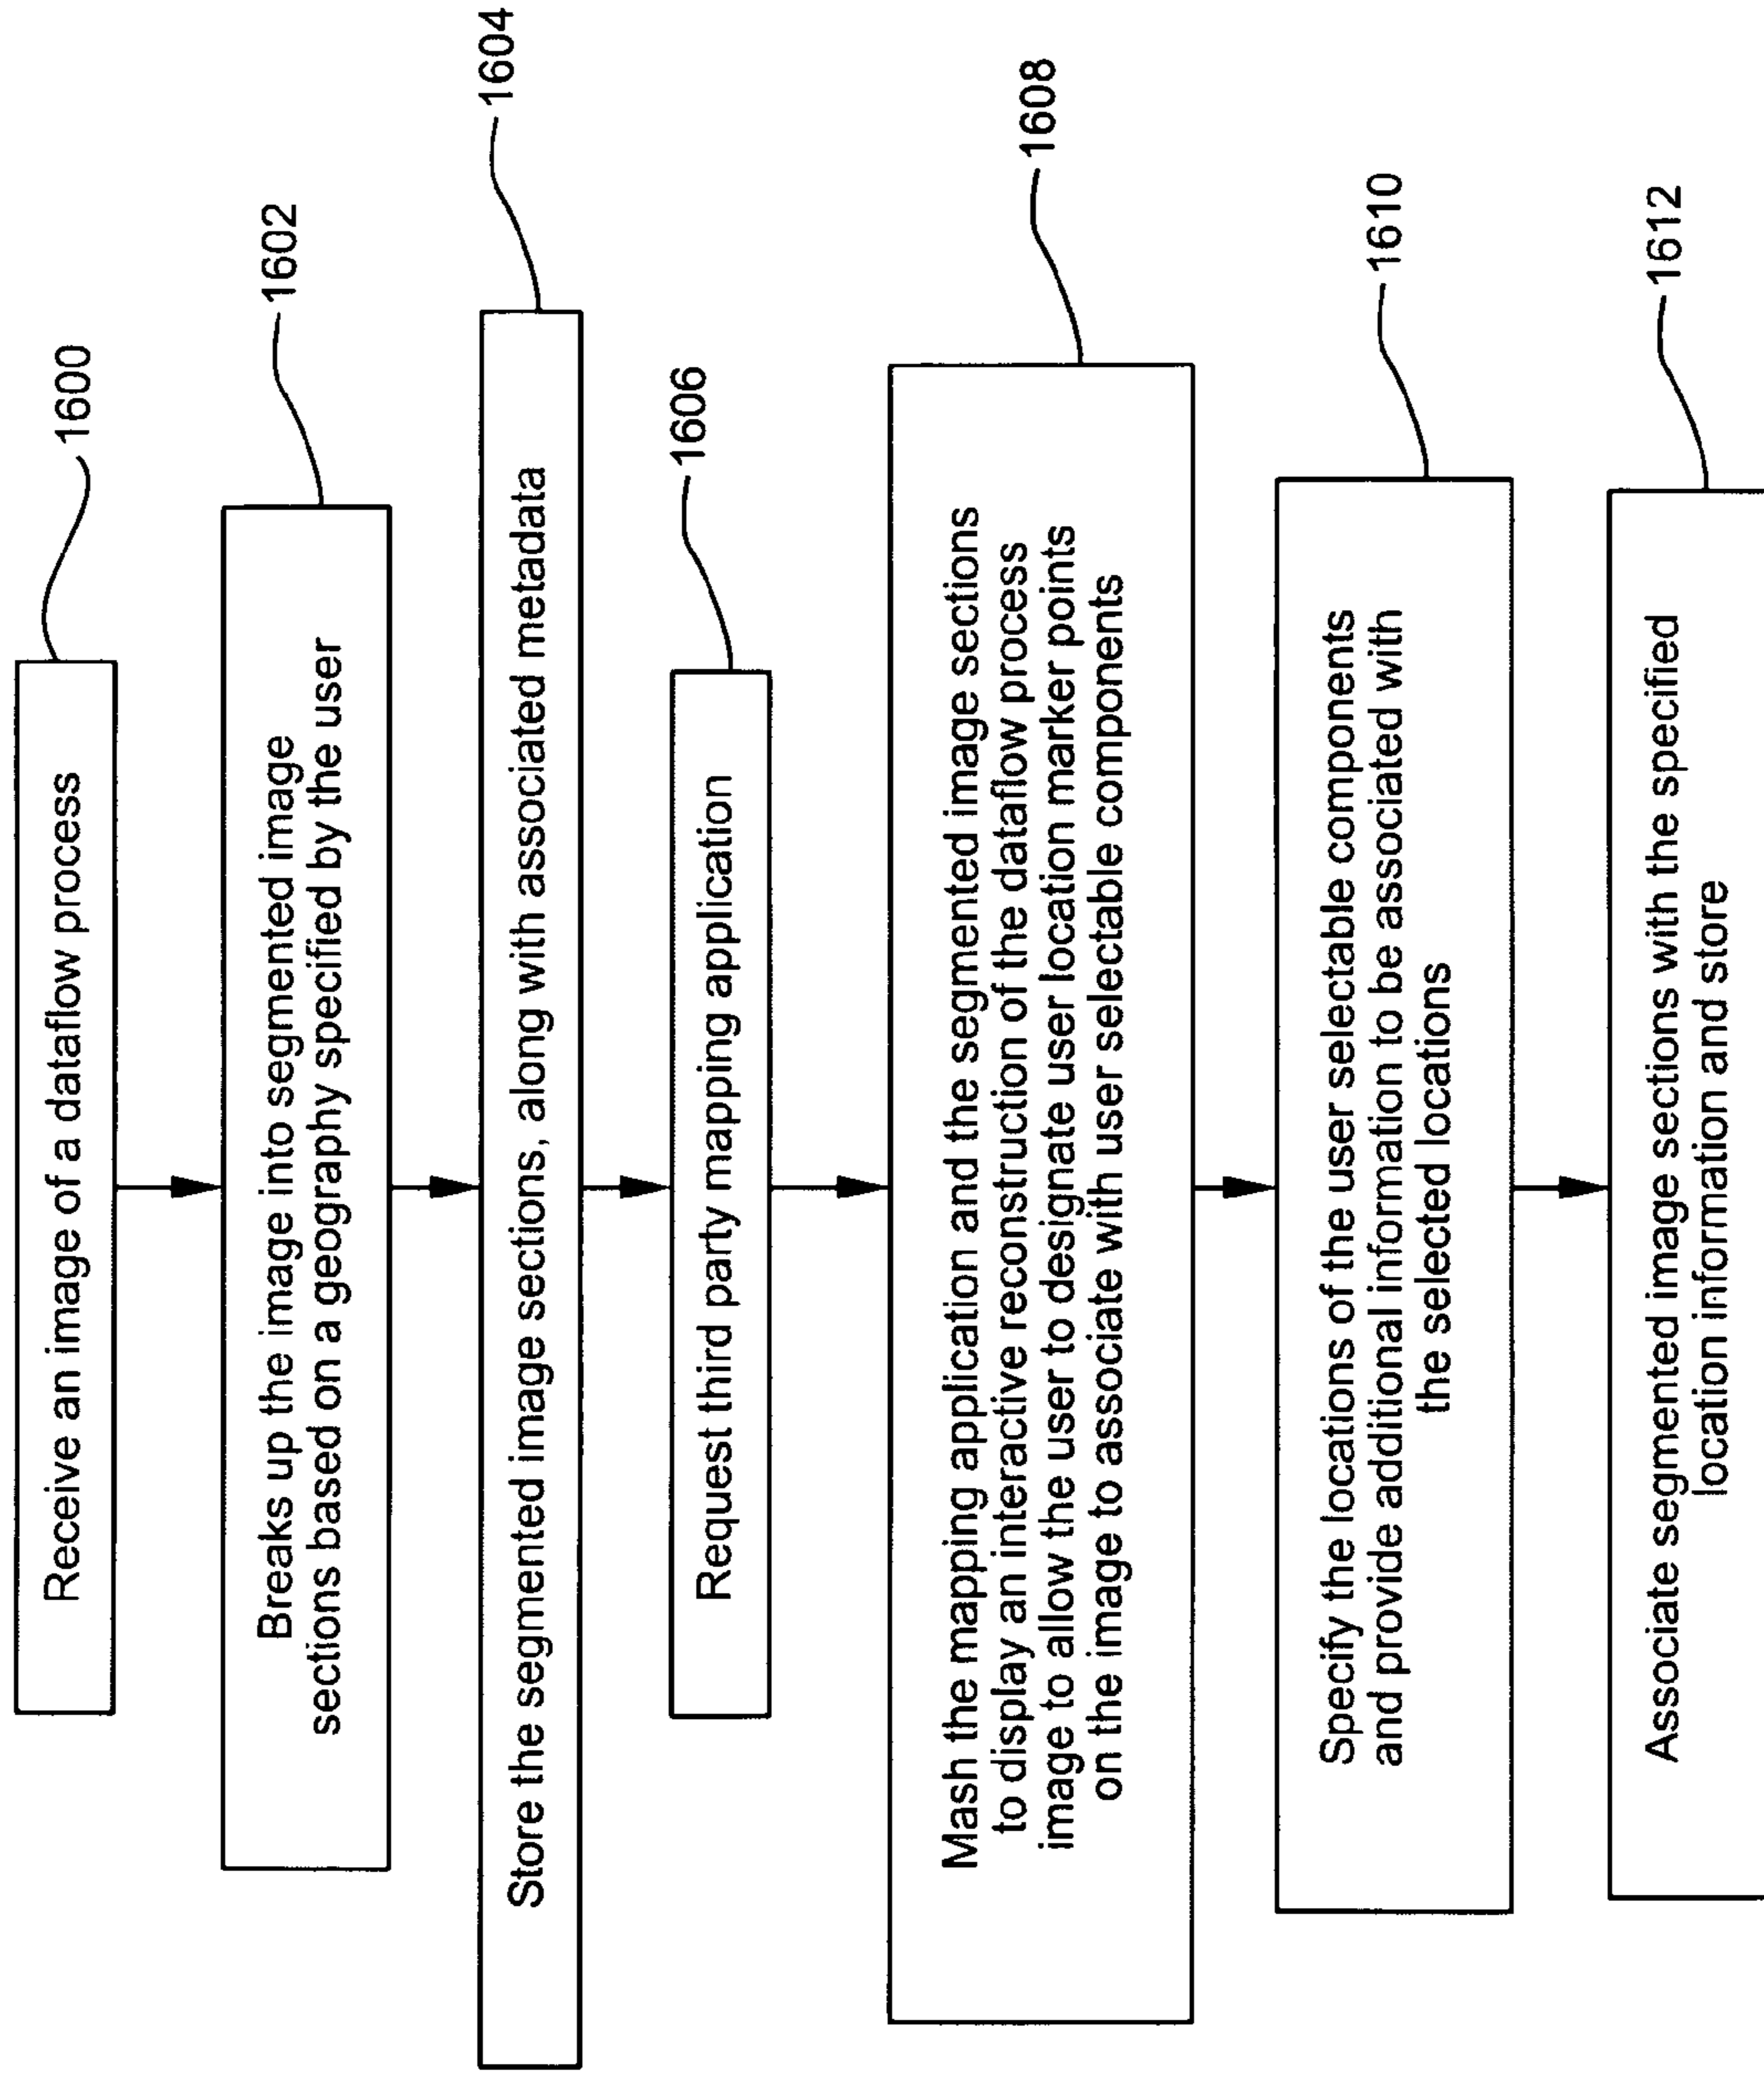 Receive an image of a dataflow process
1600
Breaks up the image into segmented image
sections based on a geography specified by the user
1602
Store the segmented image sections, along with associated metadata
1604
Request third party mapping application
1606
Mash the mapping application and the segmented image sections
to display an interactive reconstruction of the dataflow process
image to allow the user to designate user location marker points
on the image to associate with user selectable components
1608
Specify the locations of the user selectable components
and provide additional information to be associated with
the selected locations
1610
Associate segmented image sections with the specified
location information and store
1612